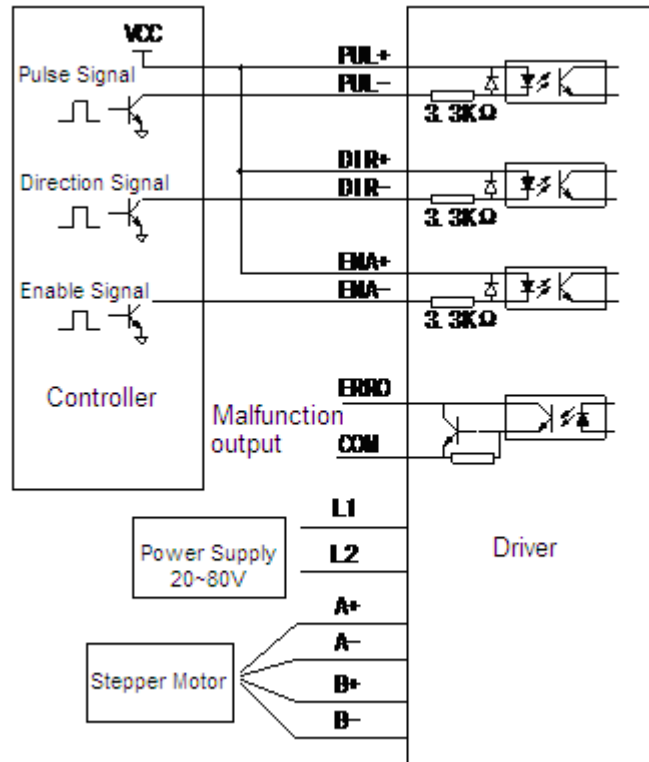 VCC
PUL+
Pulse Signal
PUL-
3.3KΩ
DIR+
Direction Signal
DIR-
3.3KΩ
ENA+
Enable Signal
ENA-
3.3KΩ
Controller
ERRO
Malfunction
output
COM
L1
Power Supply
20~80V
L2
Driver
A+
A-
Stepper Motor
B+
B-